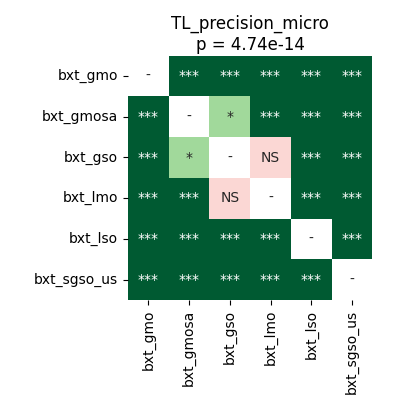 TL_precision_micro
p = 4.74e-14
bxt_gmo - *** *** *** *** ***
bxt_gmosa *** - * *** *** ***
bxt_gso *** * - NS *** ***
bxt_lmo *** *** NS - *** ***
bxt_lso *** *** *** *** - ***
bxt_sgso_us *** *** *** *** *** -
bxt_gmo
bxt_gmosa
bxt_gso
bxt_lmo
bxt_lso
bxt_sgso_us